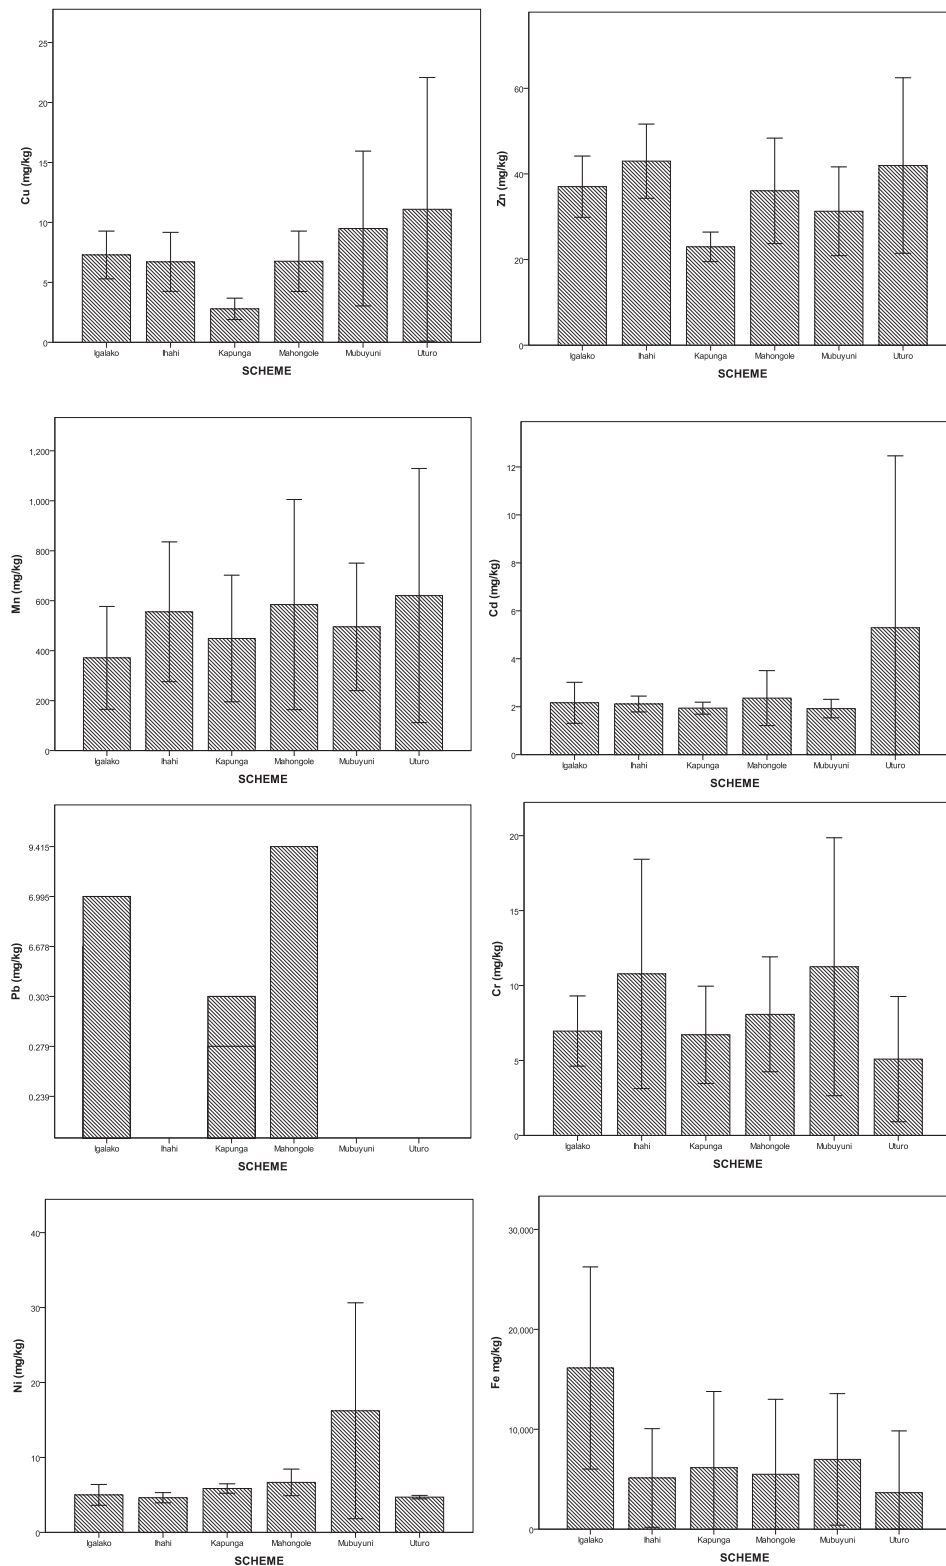 25
20
15
10
5
0
Cu (mg/kg)
Igalako Ihahi Kapunga Mahongole Mubuyuni Uturo
SCHEME
60
40
20
0
Zn (mg/kg)
Igalako Ihahi Kapunga Mahongole Mubuyuni Uturo
SCHEME
1,200
1,000
800
600
400
200
0
Mn (mg/kg)
Igalako Ihahi Kapunga Mahongole Mubuyuni Uturo
SCHEME
12
10
8
6
4
2
0
Cd (mg/kg)
Igalako Ihahi Kapunga Mahongole Mubuyuni Uturo
SCHEME
9.415
6.995
6.678
0.303
0.279
0.239
Pb (mg/kg)
Igalako Ihahi Kapunga Mahongole Mubuyuni Uturo
SCHEME
20
15
10
5
0
Cr (mg/kg)
Igalako Ihahi Kapunga Mahongole Mubuyuni Uturo
SCHEME
40
30
20
10
0
Ni (mg/kg)
Igalako Ihahi Kapunga Mahongole Mubuyuni Uturo
SCHEME
30,000
20,000
10,000
0
Fe mg/kg)
Igalako Ihahi Kapunga Mahongole Mubuyuni Uturo
SCHEME